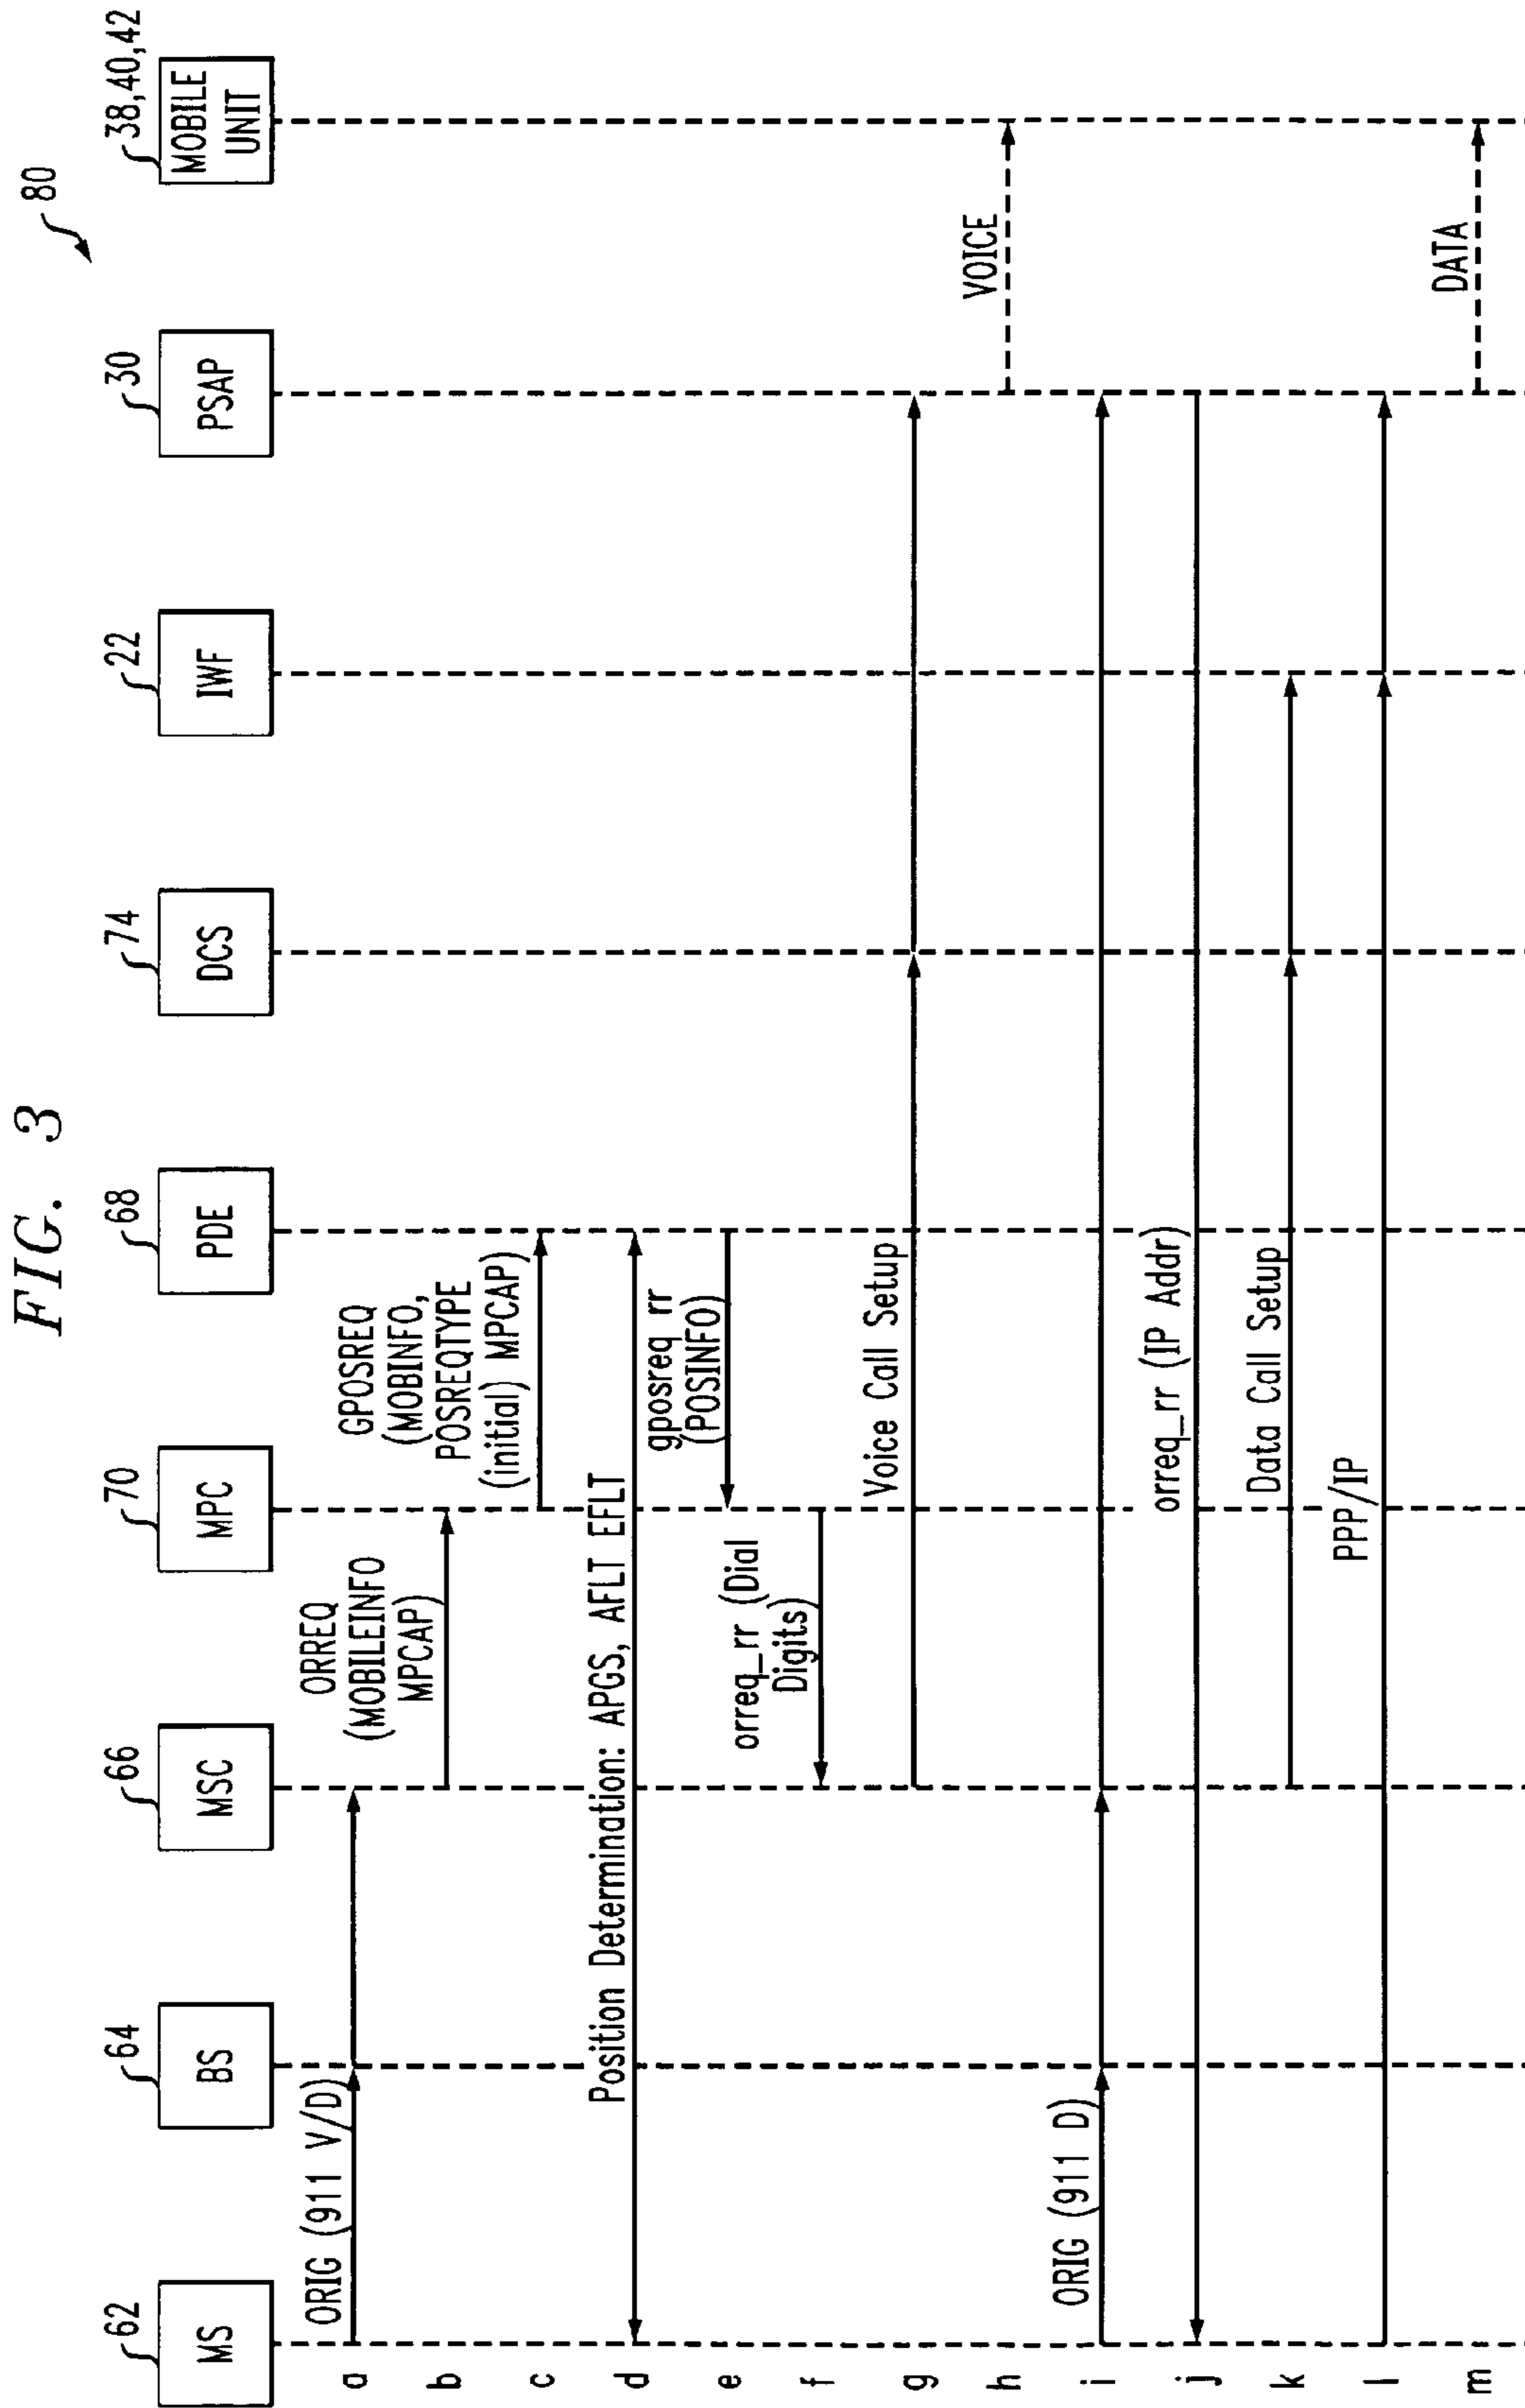 FIG. 3
80
62
64
66
70
68
74
22
30
38,40,42
MS
BS
MSC
MPC
PDE
DCS
IWF
PSAP
MOBILE
UNIT
a
ORIG (911 V/D)
b
ORREQ
(MOBILEINFO
MPCAP)
c
GPOSREQ
(MOBINFO,
POSREQTYPE
(initial) MPCAP)
d
Position Determination: APGS, AFLT EFLT
e
gposreq rr
(POSINFO)
f
orreq_rr (Dial
Digits)
g
Voice Call Setup
h
VOICE
i
ORIG (911 D)
j
orreq_rr (IP Addr)
k
Data Call Setup
l
PPP/IP
m
DATA